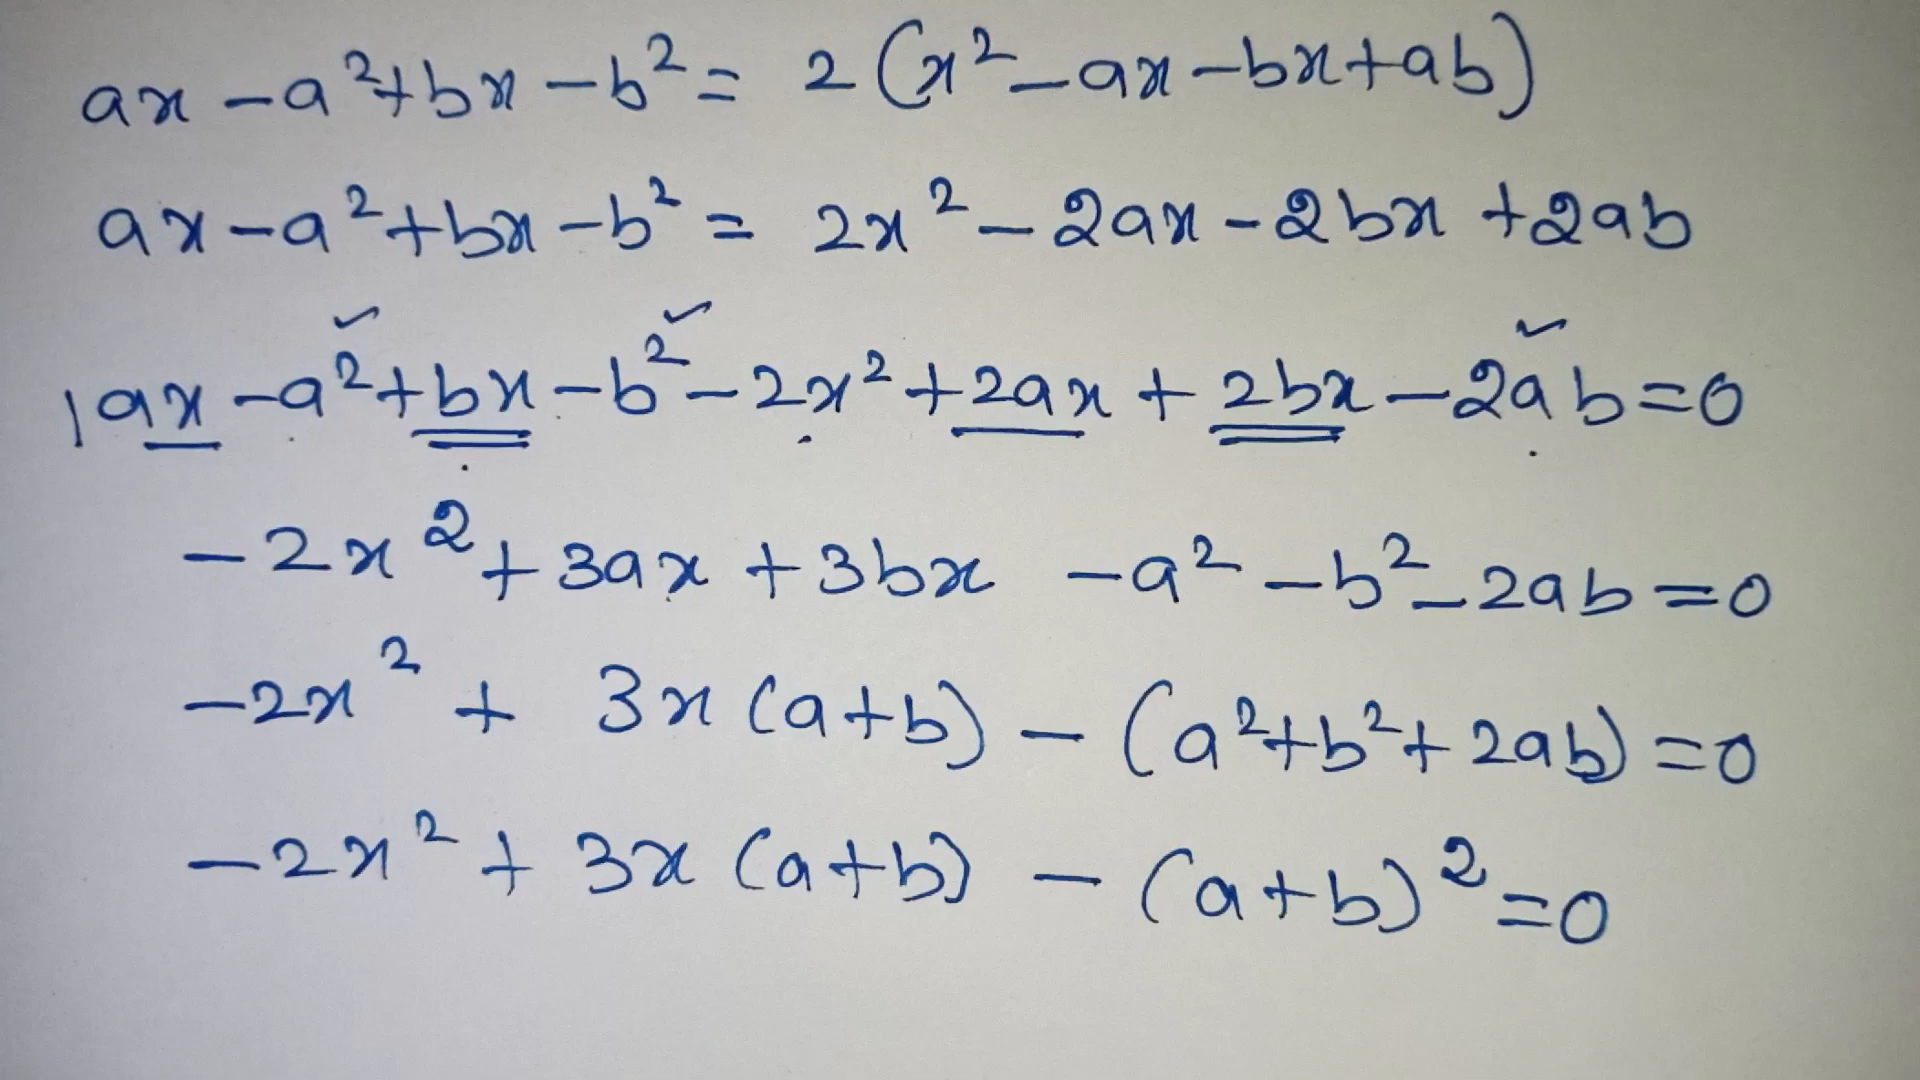 ax - a² + bx - b² = 2 (x² - ax - bx + ab)
ax - a² + bx - b² = 2x² - 2ax - 2bx + 2ab
1ax - a² + bx - b² - 2x² + 2ax + 2bx - 2ab = 0
-2x² + 3ax + 3bx - a² - b² - 2ab = 0
-2x² + 3x (a+b) - (a² + b² + 2ab) = 0
-2x² + 3x (a+b) - (a+b)² = 0